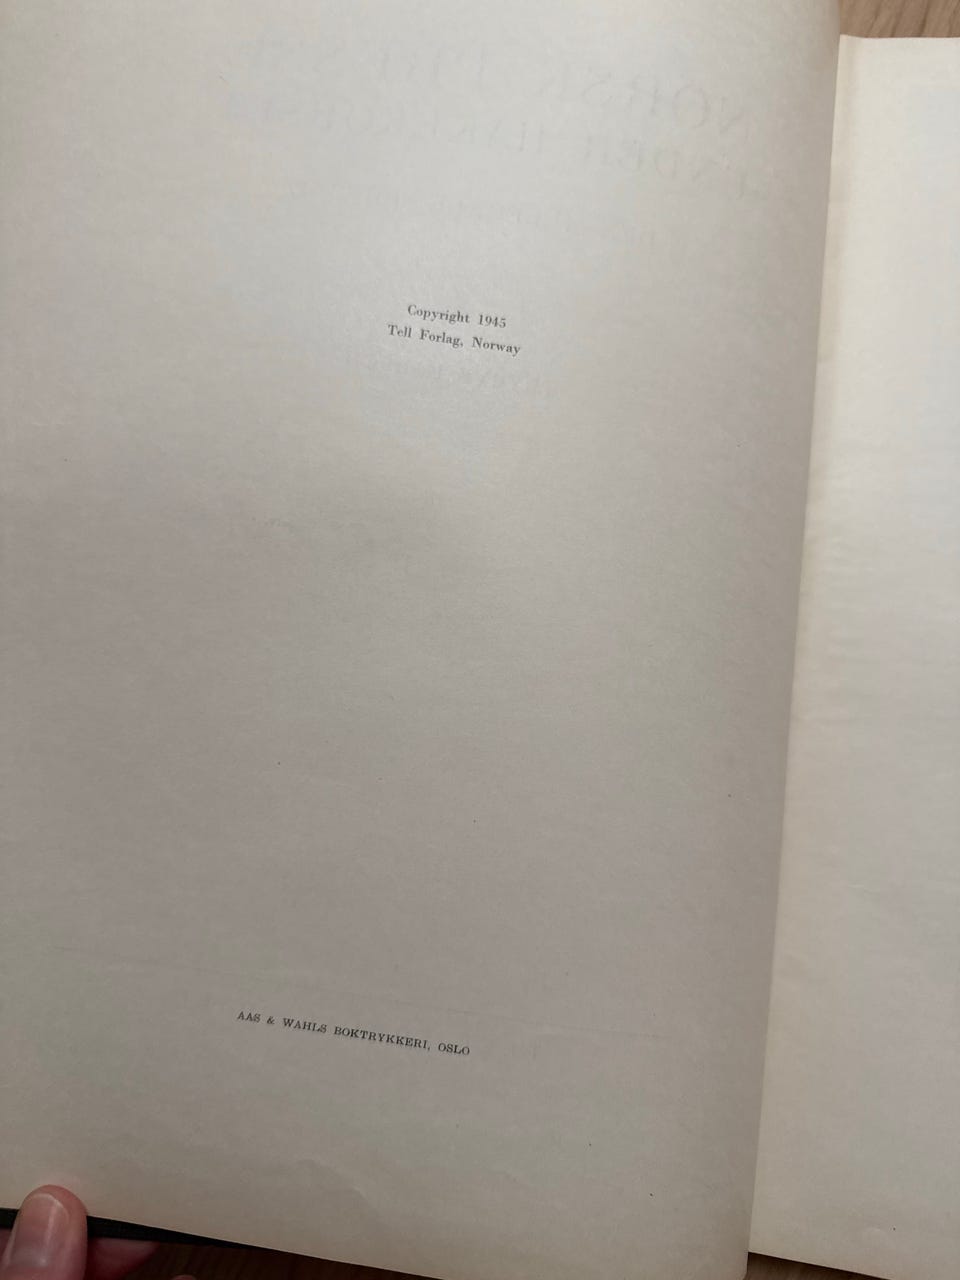 Copyright 1945
Tell Forlag, Norway
AAS & WAHLS BOKTRYKKERI, OSLO